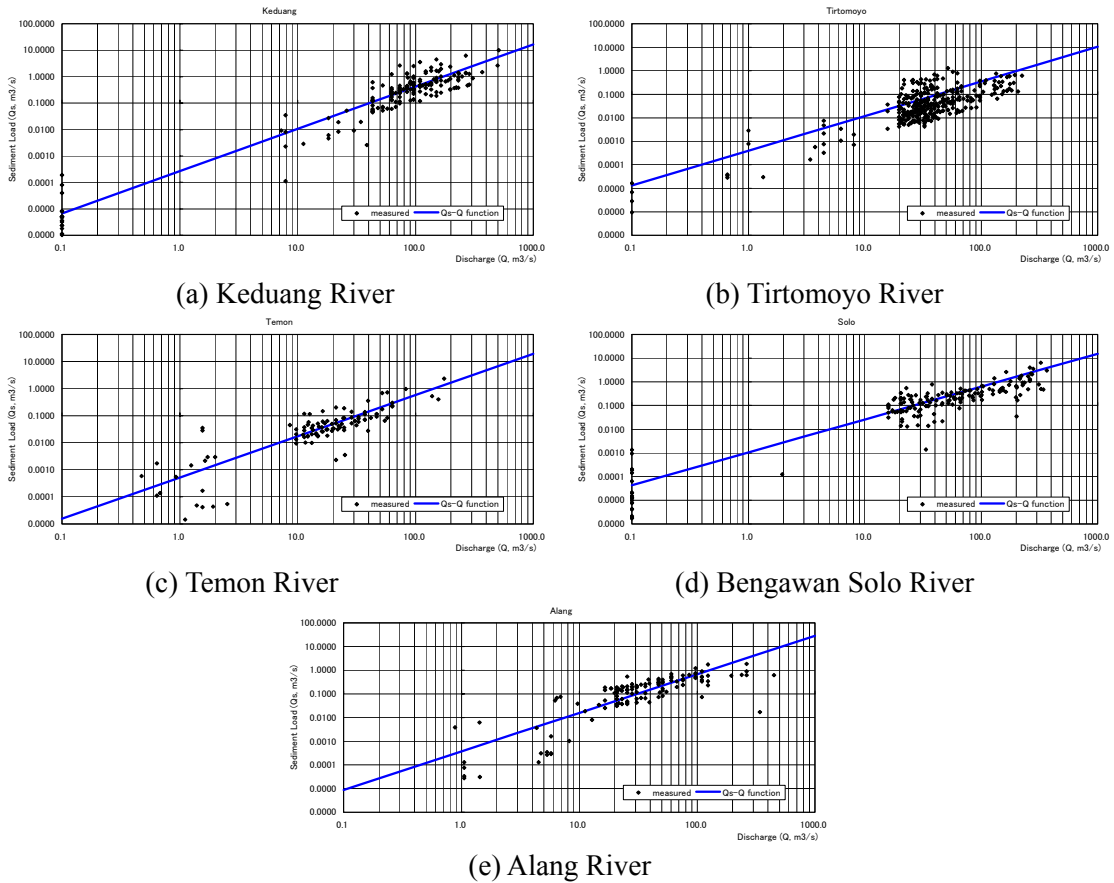 Keduang
Sediment Load (Qs, m3/s)
100.0000
10.0000
1.0000
0.1000
0.0100
0.0010
0.0001
0.0000
0.0000
measured
Qs-Q function
0.1
1.0
10.0
100.0
1000.0
Discharge (Q, m3/s)
(a) Keduang River
Tirtomoyo
Sediment Load (Qs, m3/s)
100.0000
10.0000
1.0000
0.1000
0.0100
0.0010
0.0001
0.0000
0.0000
measured
Qs-Q function
0.1
1.0
10.0
100.0
1000.0
Discharge (Q, m3/s)
(b) Tirtomoyo River
Temon
Sediment Load (Qs, m3/s)
100.0000
10.0000
1.0000
0.1000
0.0100
0.0010
0.0001
0.0000
measured
Qs-Q function
0.1
1.0
10.0
100.0
1000.0
Discharge (Q, m3/s)
(c) Temon River
Solo
Sediment Load (Qs, m3/s)
100.0000
10.0000
1.0000
0.1000
0.0100
0.0010
0.0001
0.0000
0.0000
measured
Qs-Q function
0.1
1.0
10.0
100.0
1000.0
Discharge (Q, m3/s)
(d) Bengawan Solo River
Alang
Sediment Load (Qs, m3/s)
100.0000
10.0000
1.0000
0.1000
0.0100
0.0010
0.0001
0.0000
0.0000
measured
Qs-Q function
0.1
1.0
10.0
100.0
1000.0
Discharge (Q, m3/s)
(e) Alang River